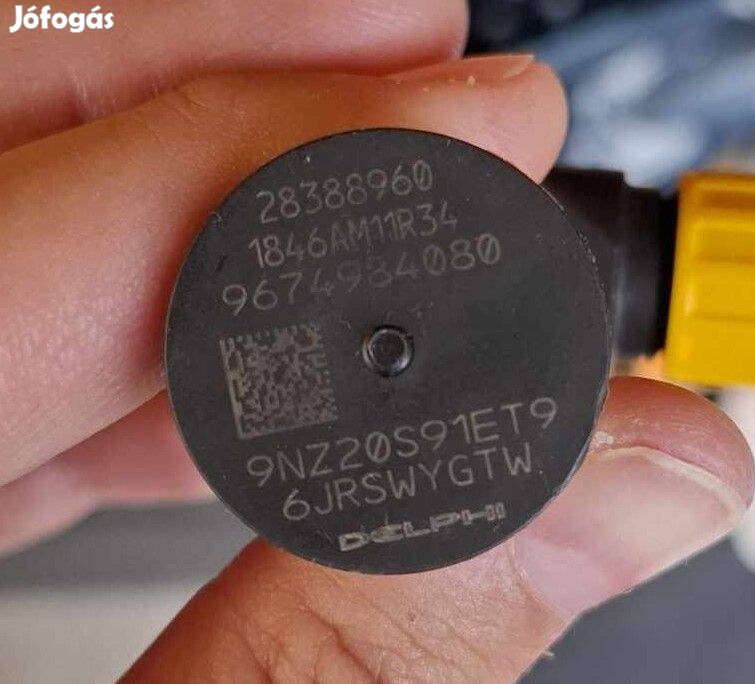 Jófogás
28388960
1846AM11R34
9674984080
9NZ20S91ET9
6JRSWYGTW
DELPHI